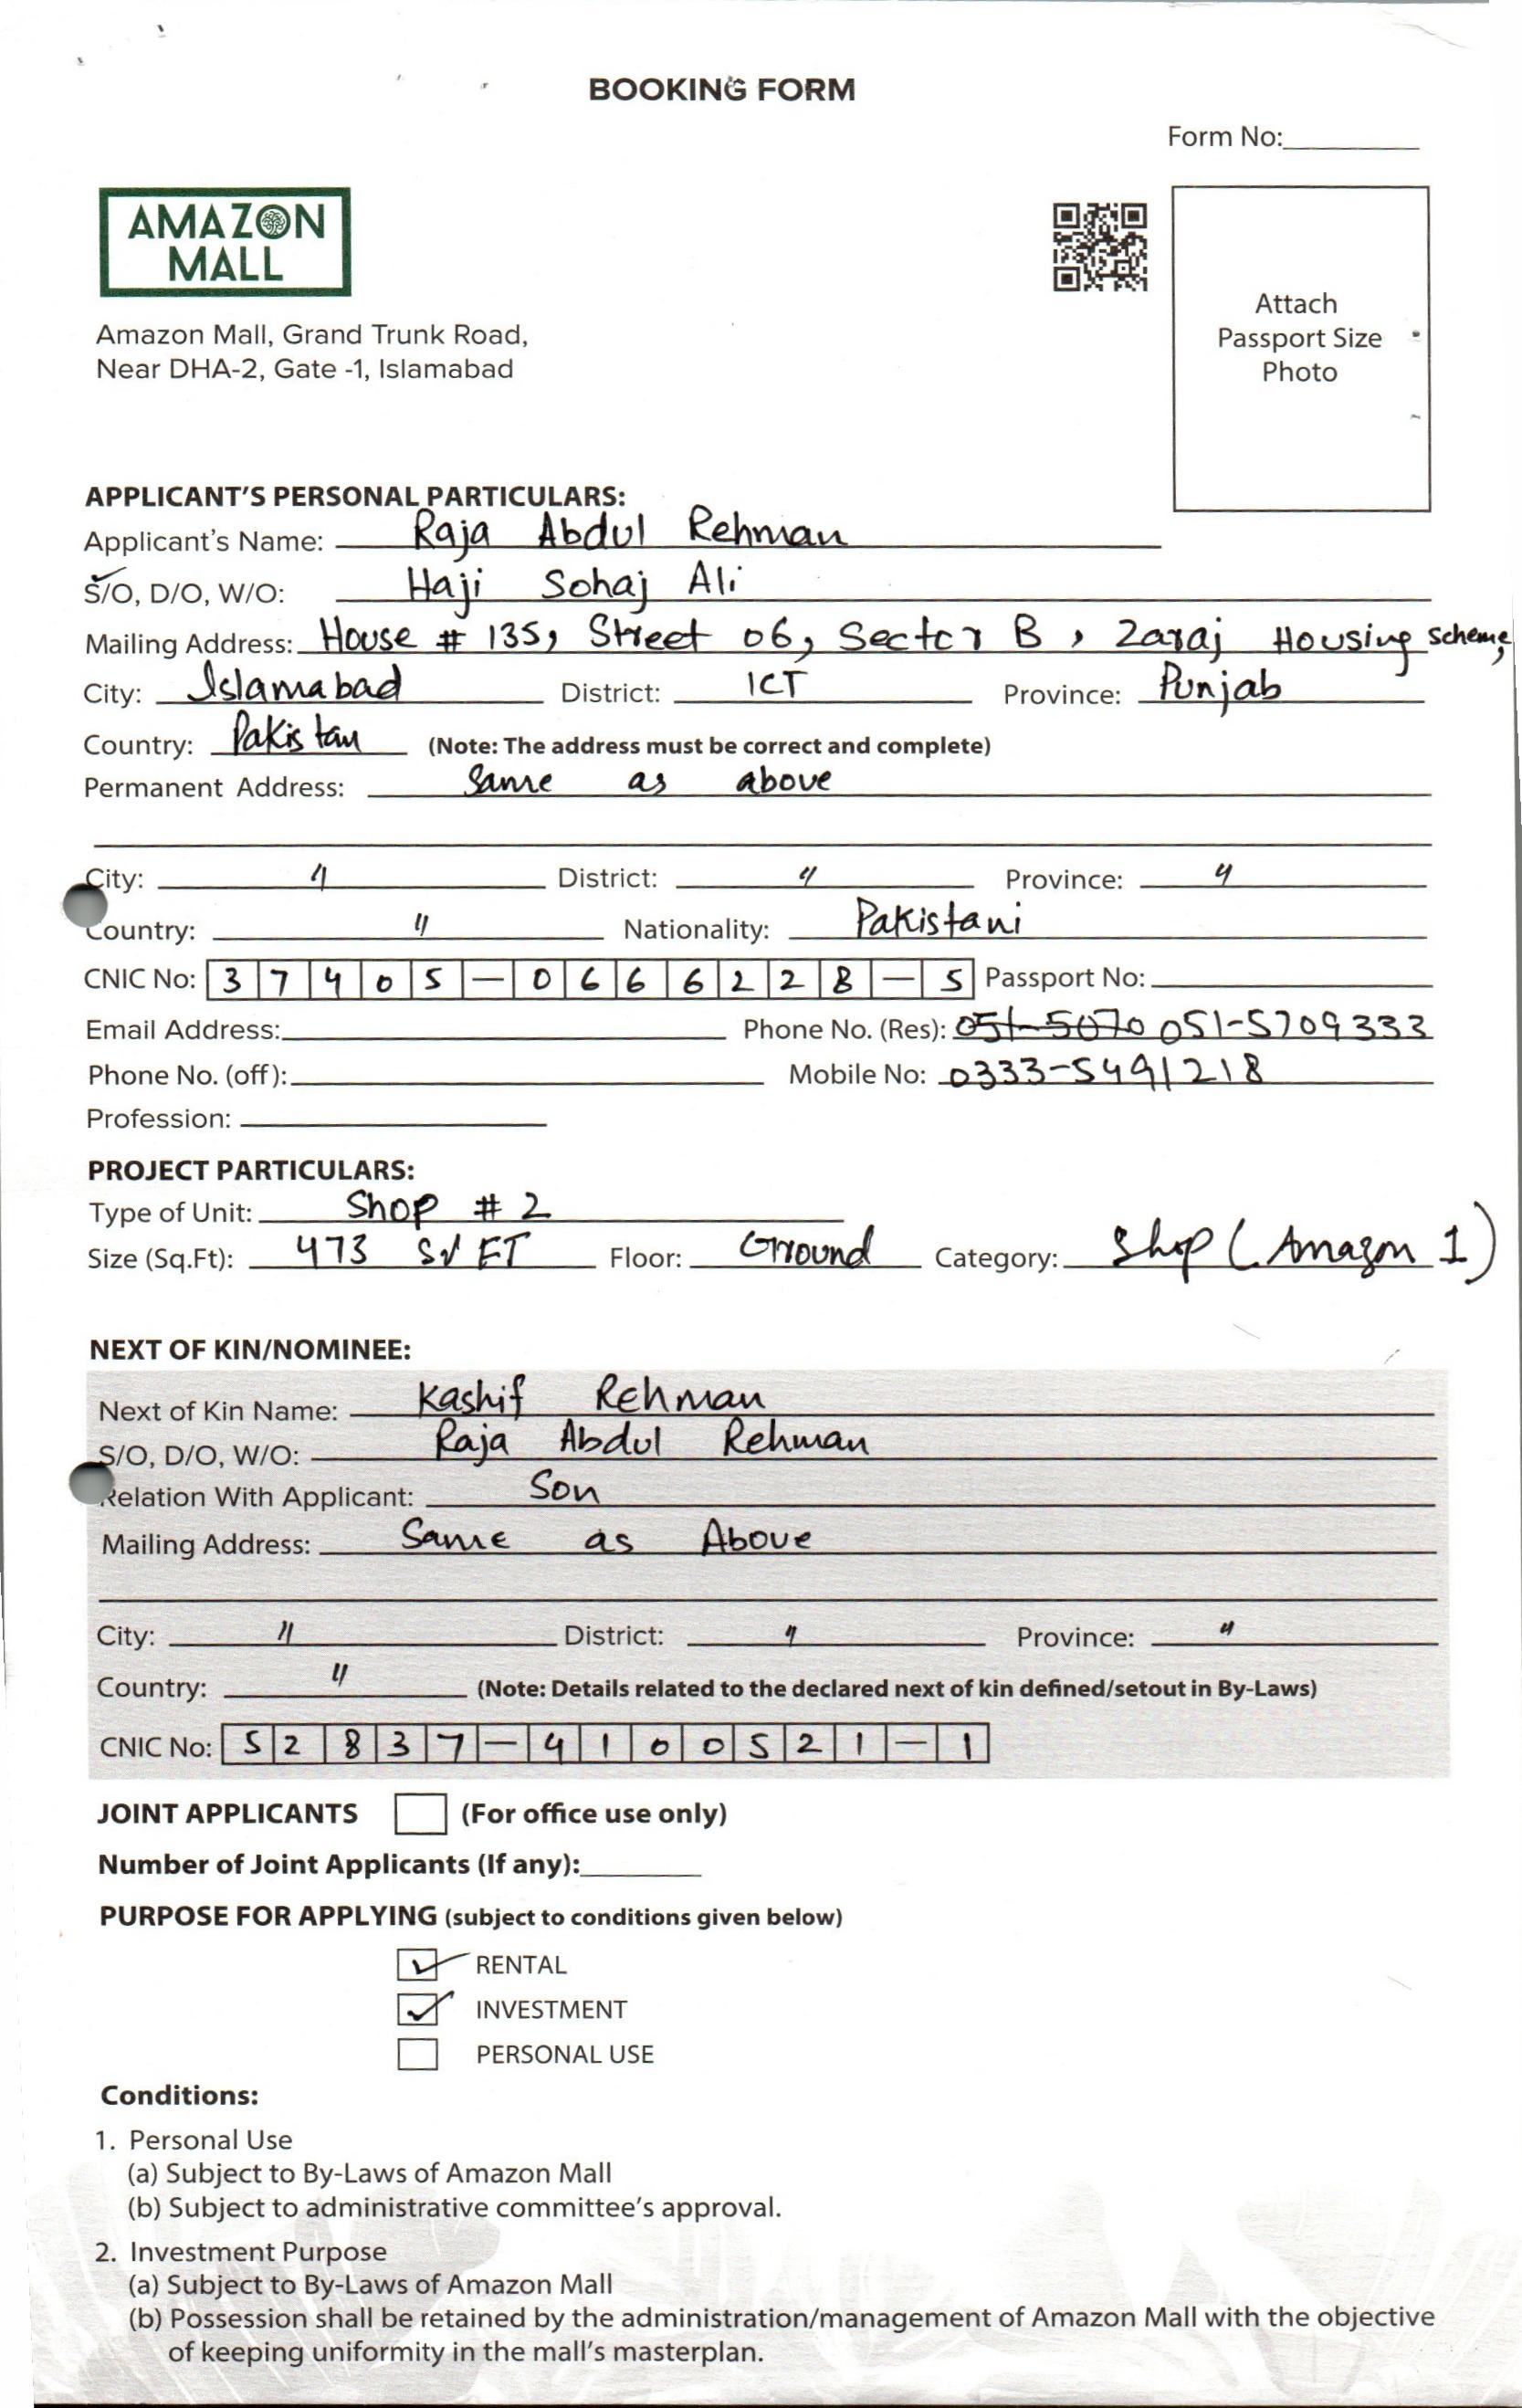 BOOKING FORM
Form No:
AMAZON
MALL
Amazon Mall, Grand Trunk Road,
Near DHA-2, Gate -1, Islamabad
Attach
Passport Size
Photo
APPLICANT'S PERSONAL PARTICULARS:
Applicant's Name: Raja Abdul Rehman
S/O, D/O, W/O: Haji Sohaj Ali
Mailing Address: House # 135, Street 06, Sector B, Zaraj Housing scheme,
City: Islamabad District: ICT Province: Punjab
Country: Pakistan (Note: The address must be correct and complete)
Permanent Address: Same as above
City: " District: " Province: "
Country: " Nationality: Pakistani
CNIC No: 37405-0666228-5 Passport No:
Email Address: Phone No. (Res): 051-5070 051-5709333
Phone No. (off): Mobile No: 0333-5491218
Profession:
PROJECT PARTICULARS:
Type of Unit: Shop # 2
Size (Sq.Ft): 473 FT Floor: Ground Category: Shop (Amazon 1)
NEXT OF KIN/NOMINEE:
Next of Kin Name: Kashif Rehman
S/O, D/O, W/O: Raja Abdul Rehman
Relation With Applicant: Son
Mailing Address: Same as Above
City: " District: " Province: "
Country: " (Note: Details related to the declared next of kin defined/setout in By-Laws)
CNIC No: 52837-4100521-1
JOINT APPLICANTS (For office use only)
Number of Joint Applicants (If any):
PURPOSE FOR APPLYING (subject to conditions given below)
RENTAL
INVESTMENT
PERSONAL USE
Conditions:
1. Personal Use
(a) Subject to By-Laws of Amazon Mall
(b) Subject to administrative committee's approval.
2. Investment Purpose
(a) Subject to By-Laws of Amazon Mall
(b) Possession shall be retained by the administration/management of Amazon Mall with the objective
of keeping uniformity in the mall's masterplan.